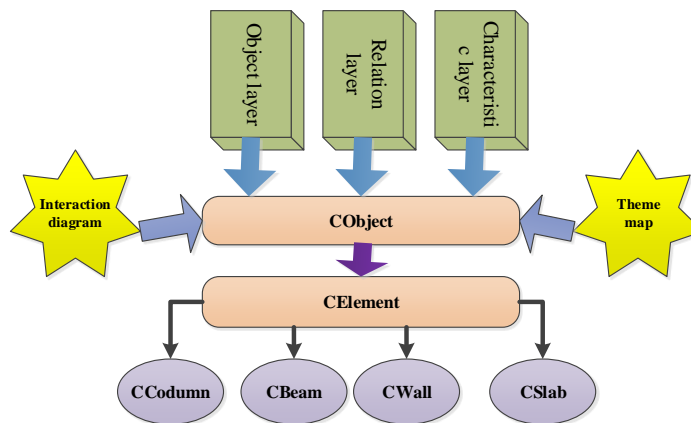 Object layer
Relation
layer
Characteristi
c layer
Interaction
diagram
Theme
map
CObject
CElement
CCodumn
CBeam
CWall
CSlab